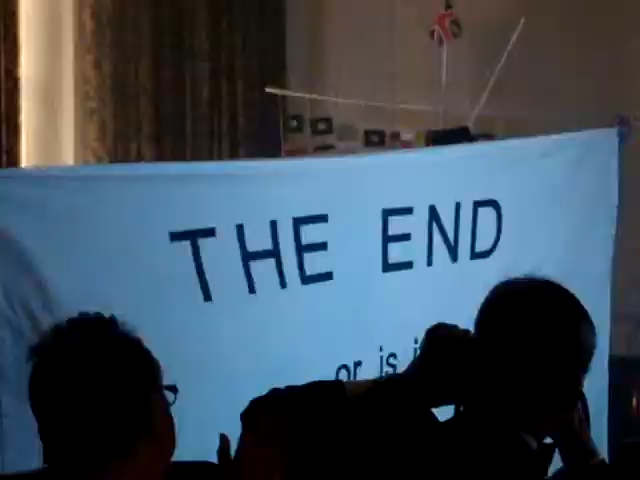 THE END
or is